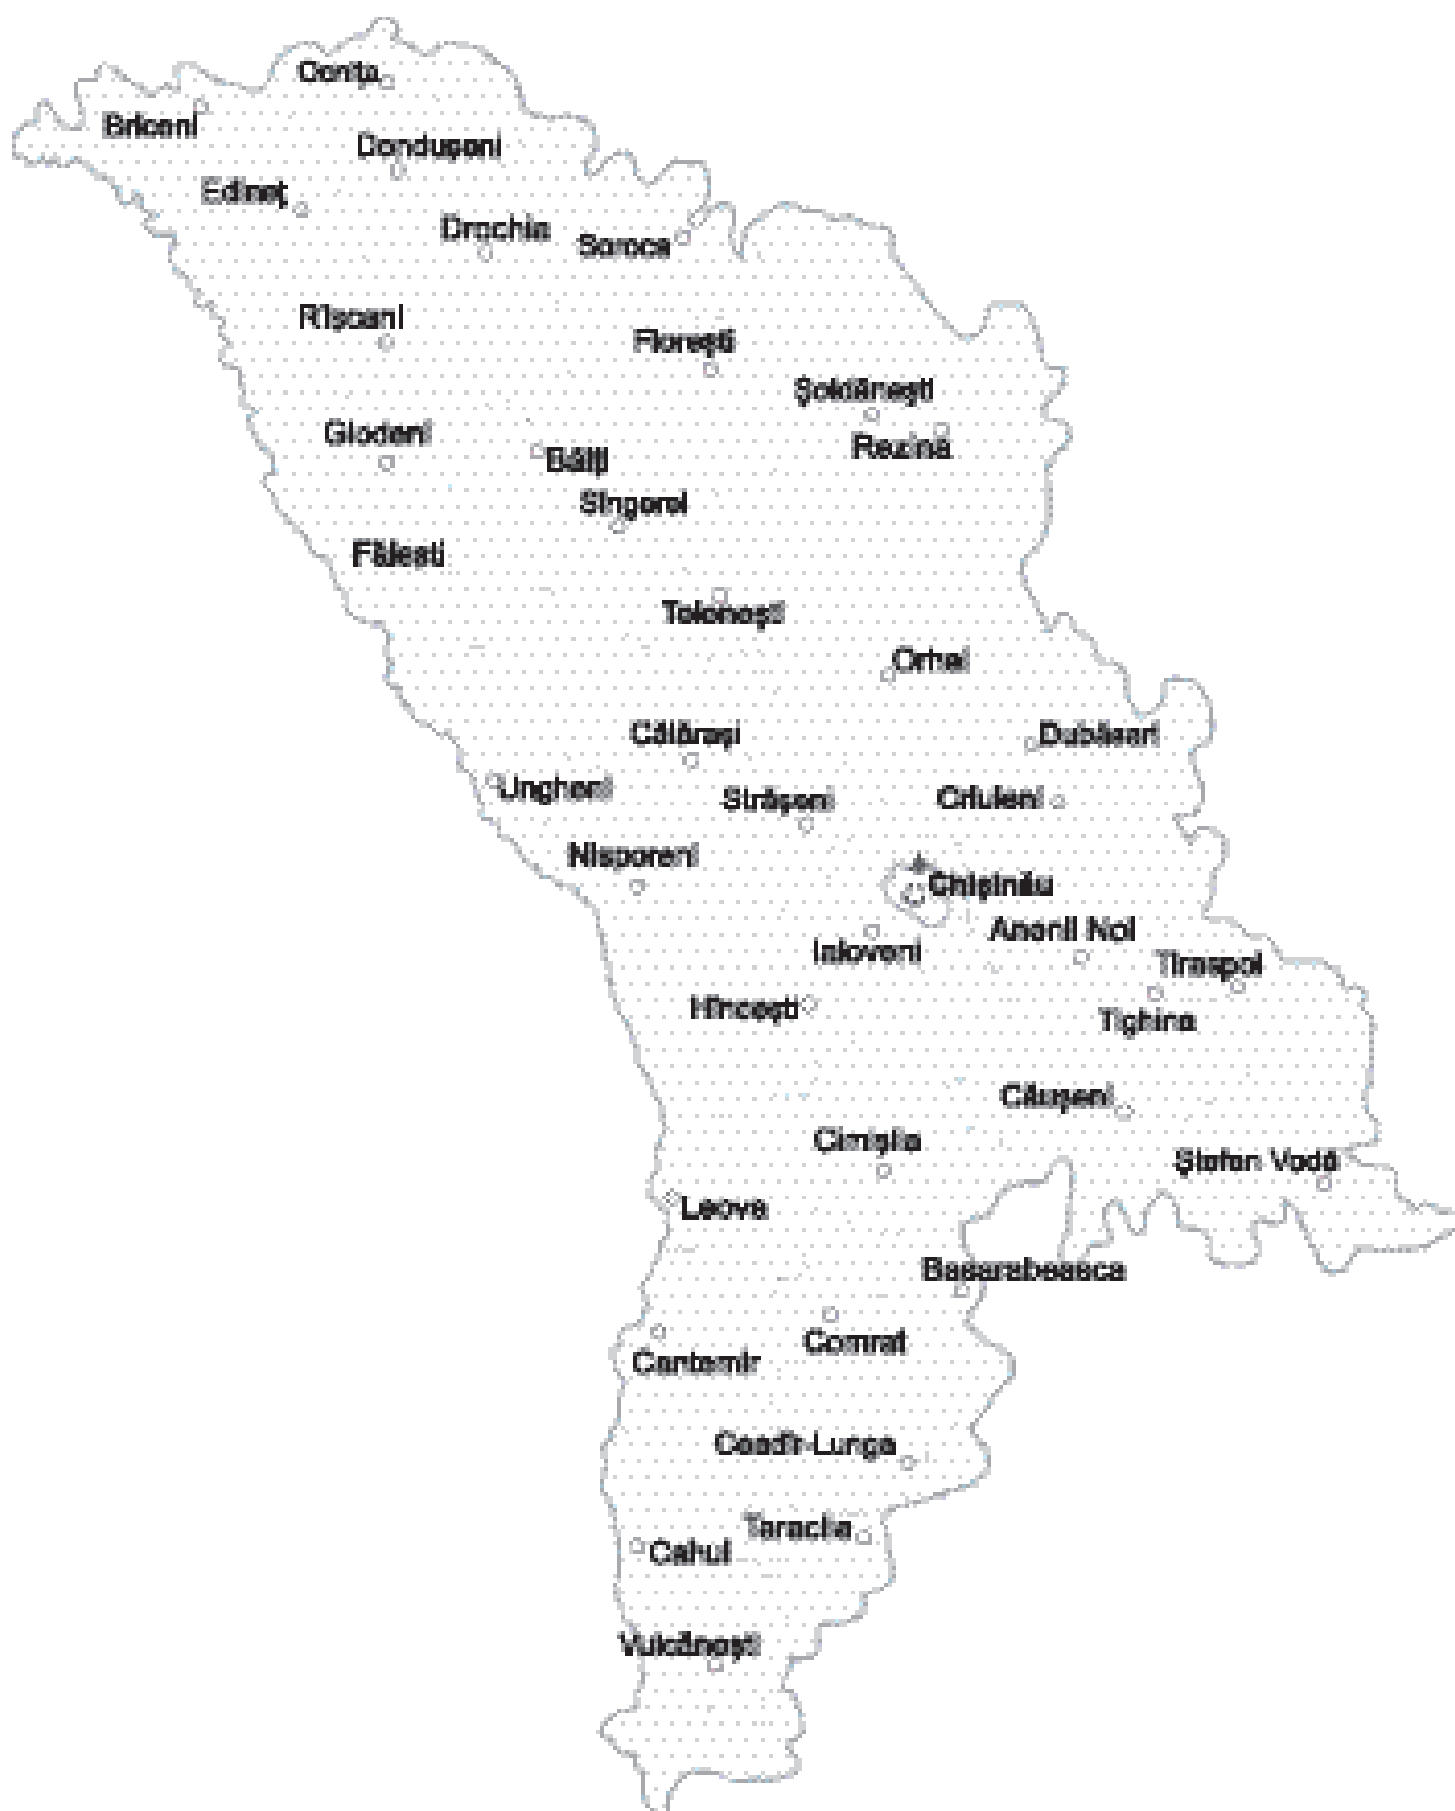 Briceni
Edineț
Dondușeni
Drochia
Soroca
Rîșcani
Florești
Șoldănești
Rezina
Glodeni
Bălți
Sîngerei
Fălești
Telenești
Orhei
Călărași
Dubăsari
Ungheni
Strășeni
Criuleni
Nisporeni
Chișinău
Ialoveni
Anenii Noi
Tiraspol
Hîncești
Tighina
Căușeni
Cimișlia
Ștefan Vodă
Leova
Basarabeasca
Comrat
Cantemir
Ceadîr-Lunga
Taraclia
Cahul
Vulcănești